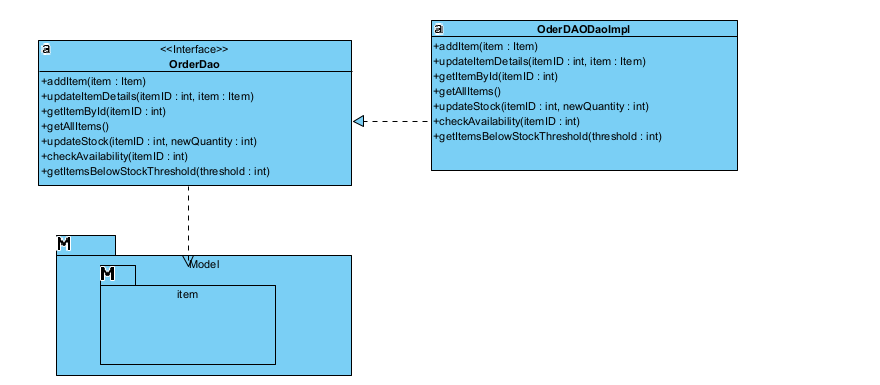 a
<<Interface>>
OrderDao
+addItem(item : Item)
+updateItemDetails(itemID : int, item : Item)
+getItemById(itemID : int)
+getAllItems()
+updateStock(itemID : int, newQuantity : int)
+checkAvailability(itemID : int)
+getItemsBelowStockThreshold(threshold : int)
a
OderDAODaoImpl
+addItem(item : Item)
+updateItemDetails(itemID : int, item : Item)
+getItemById(itemID : int)
+getAllItems()
+updateStock(itemID : int, newQuantity : int)
+checkAvailability(itemID : int)
+getItemsBelowStockThreshold(threshold : int)
M
Model
M
item